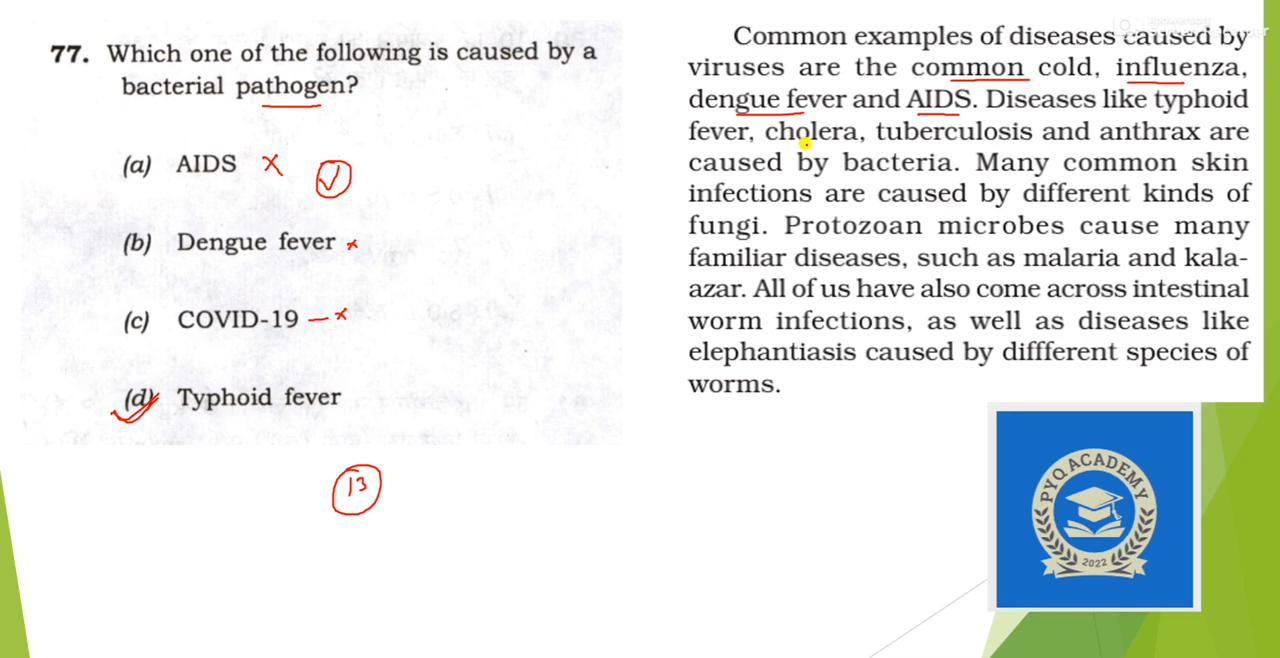 77. Which one of the following is caused by a
bacterial pathogen?
(a) AIDS
(b) Dengue fever
(c) COVID-19
(d) Typhoid fever
13
Common examples of diseases caused by
viruses are the common cold, influenza,
dengue fever and AIDS. Diseases like typhoid
fever, cholera, tuberculosis and anthrax are
caused by bacteria. Many common skin
infections are caused by different kinds of
fungi. Protozoan microbes cause many
familiar diseases, such as malaria and kala-
azar. All of us have also come across intestinal
worm infections, as well as diseases like
elephantiasis caused by diffferent species of
worms.
PYQ ACADEMY
2022